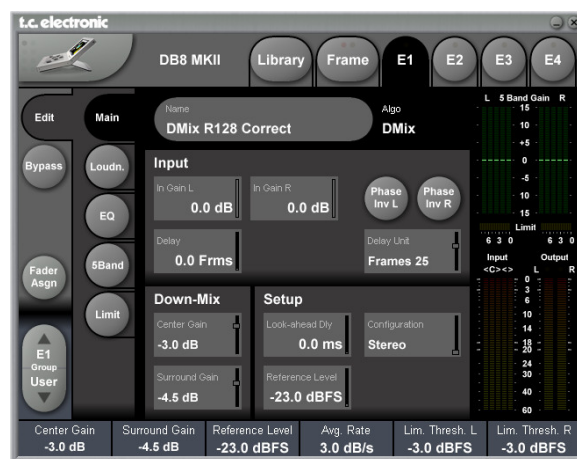 t.c. electronic
DB8 MKII
Library
Frame
E1
E2
E3
E4
Edit
Main
Name
DMix R128 Correct
Algo
DMix
Bypass
Loudn.
EQ
5Band
Limit
Fader
Asgn
E1
Group
User
Input
In Gain L
0.0 dB
In Gain R
0.0 dB
Phase
Inv L
Phase
Inv R
Delay
0.0 Frms
Delay Unit
Frames 25
Down-Mix
Center Gain
-3.0 dB
Surround Gain
-4.5 dB
Setup
Look-ahead Dly
0.0 ms
Configuration
Stereo
Reference Level
-23.0 dBFS
L 5 Band Gain R
15
10
+5
0
-5
10
15
Limit
6 3 0 6 3 0
Input Output
<C><> L R
0
3
6
10
14
18
20
24
30
40
60
Center Gain
-3.0 dB
Surround Gain
-4.5 dB
Reference Level
-23.0 dBFS
Avg. Rate
3.0 dB/s
Lim. Thresh. L
-3.0 dBFS
Lim. Thresh. R
-3.0 dBFS